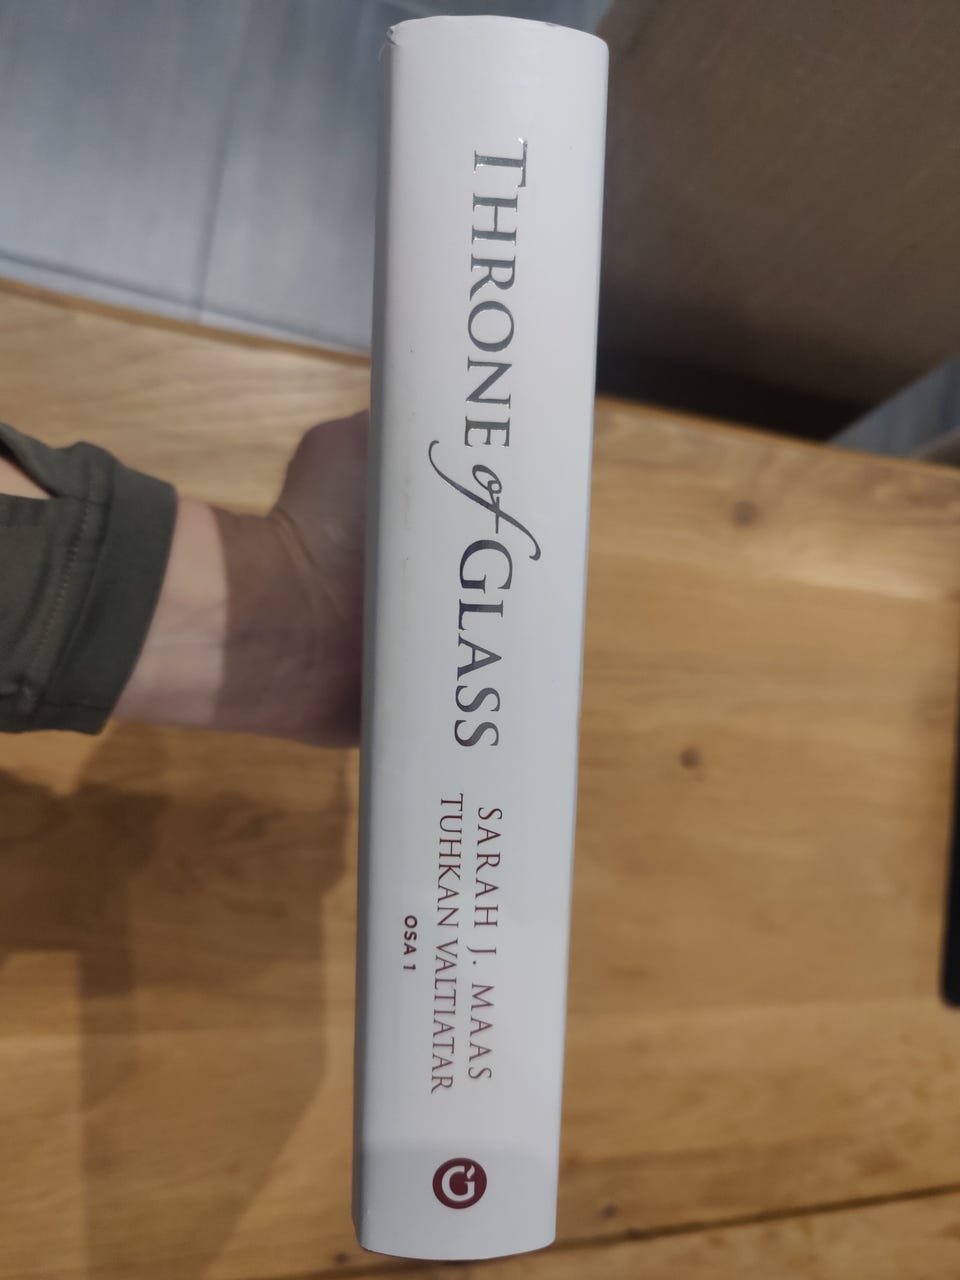 THRONE of GLASS
SARAH J. MAAS
TUHKAN VALTIATAR
OSA 1